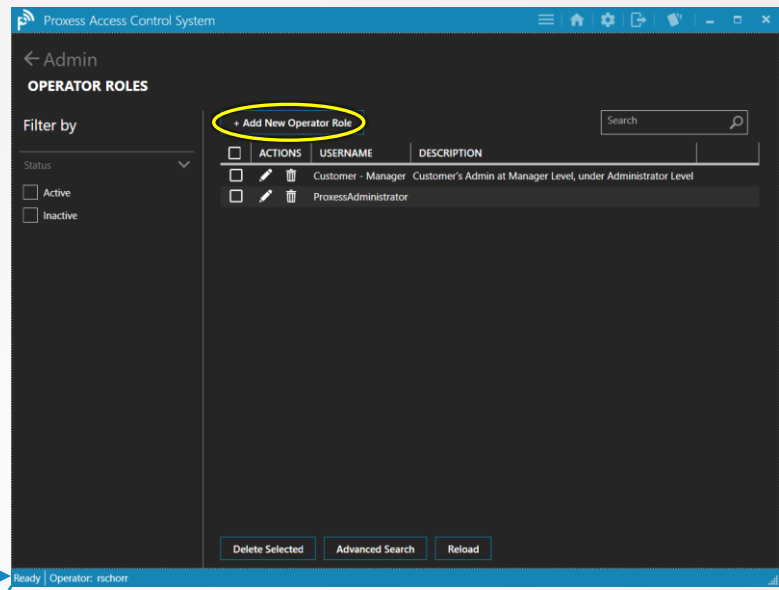 Proxess Access Control System
Admin
OPERATOR ROLES
Filter by
Status
Active
Inactive
+ Add New Operator Role
Search
ACTIONS USERNAME DESCRIPTION
Customer - Manager Customer's Admin at Manager Level, under Administrator Level
ProxessAdministrator
Delete Selected Advanced Search Reload
Ready Operator: rschorr